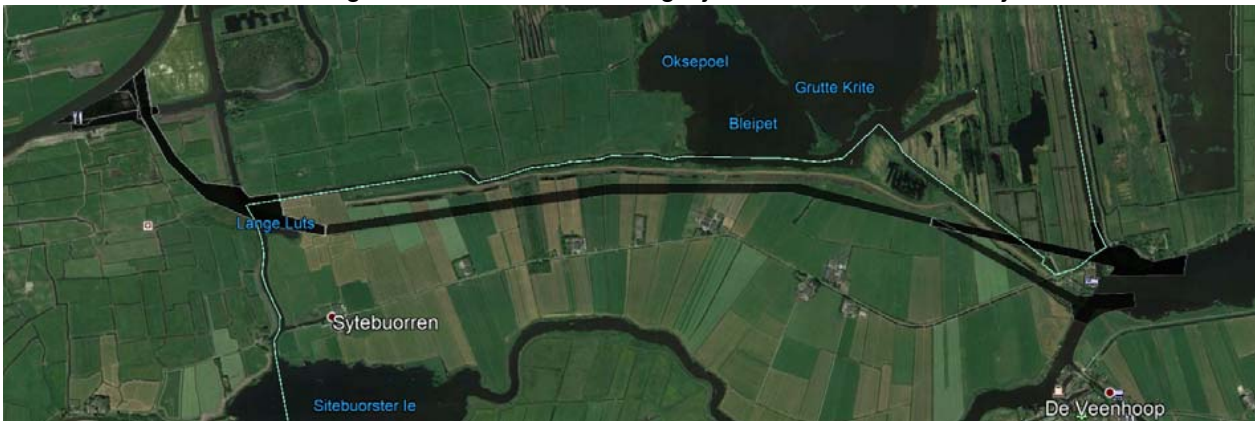 Oksepoel
Grutte Krite
Bleipet
Lange Luts
Sytebuorren
Sitebuorster Ie
De Veenhoop